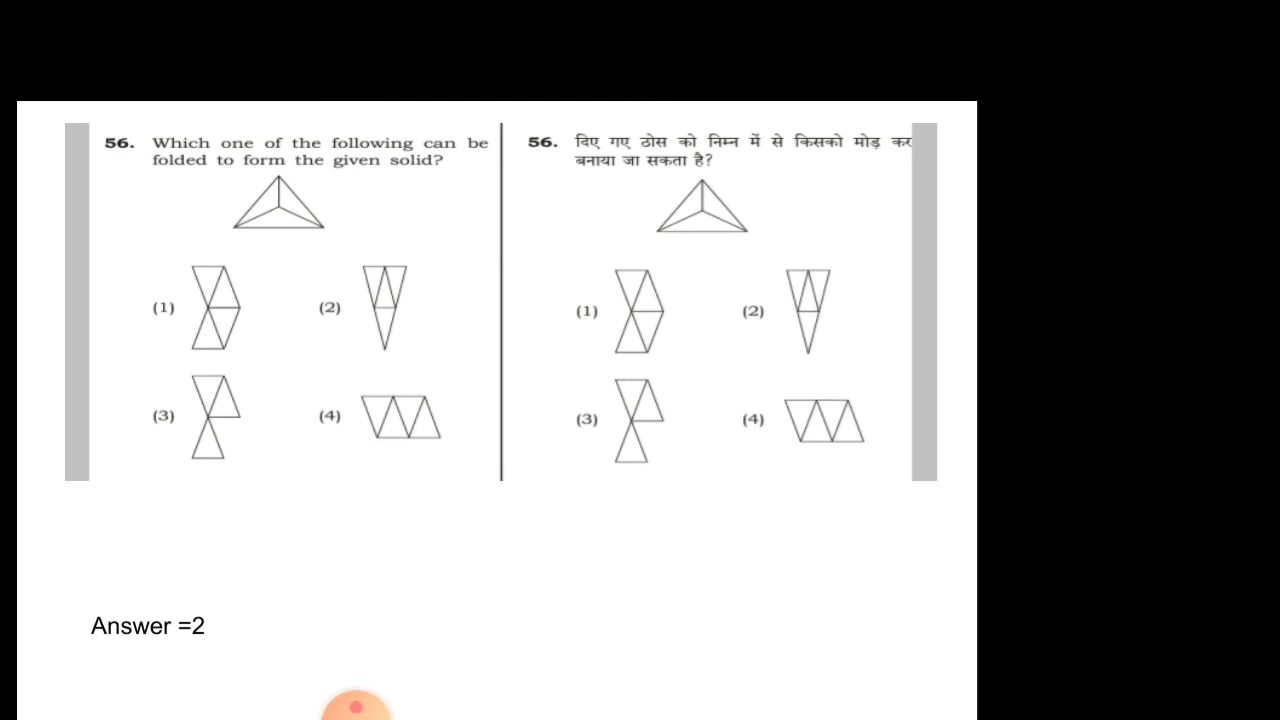 56. Which one of the following can be
folded to form the given solid?
(1)
(2)
(3)
(4)
56. दिए गए ठोस को निम्न में से किसको मोड़ कर
बनाया जा सकता है?
(1)
(2)
(3)
(4)
Answer =2